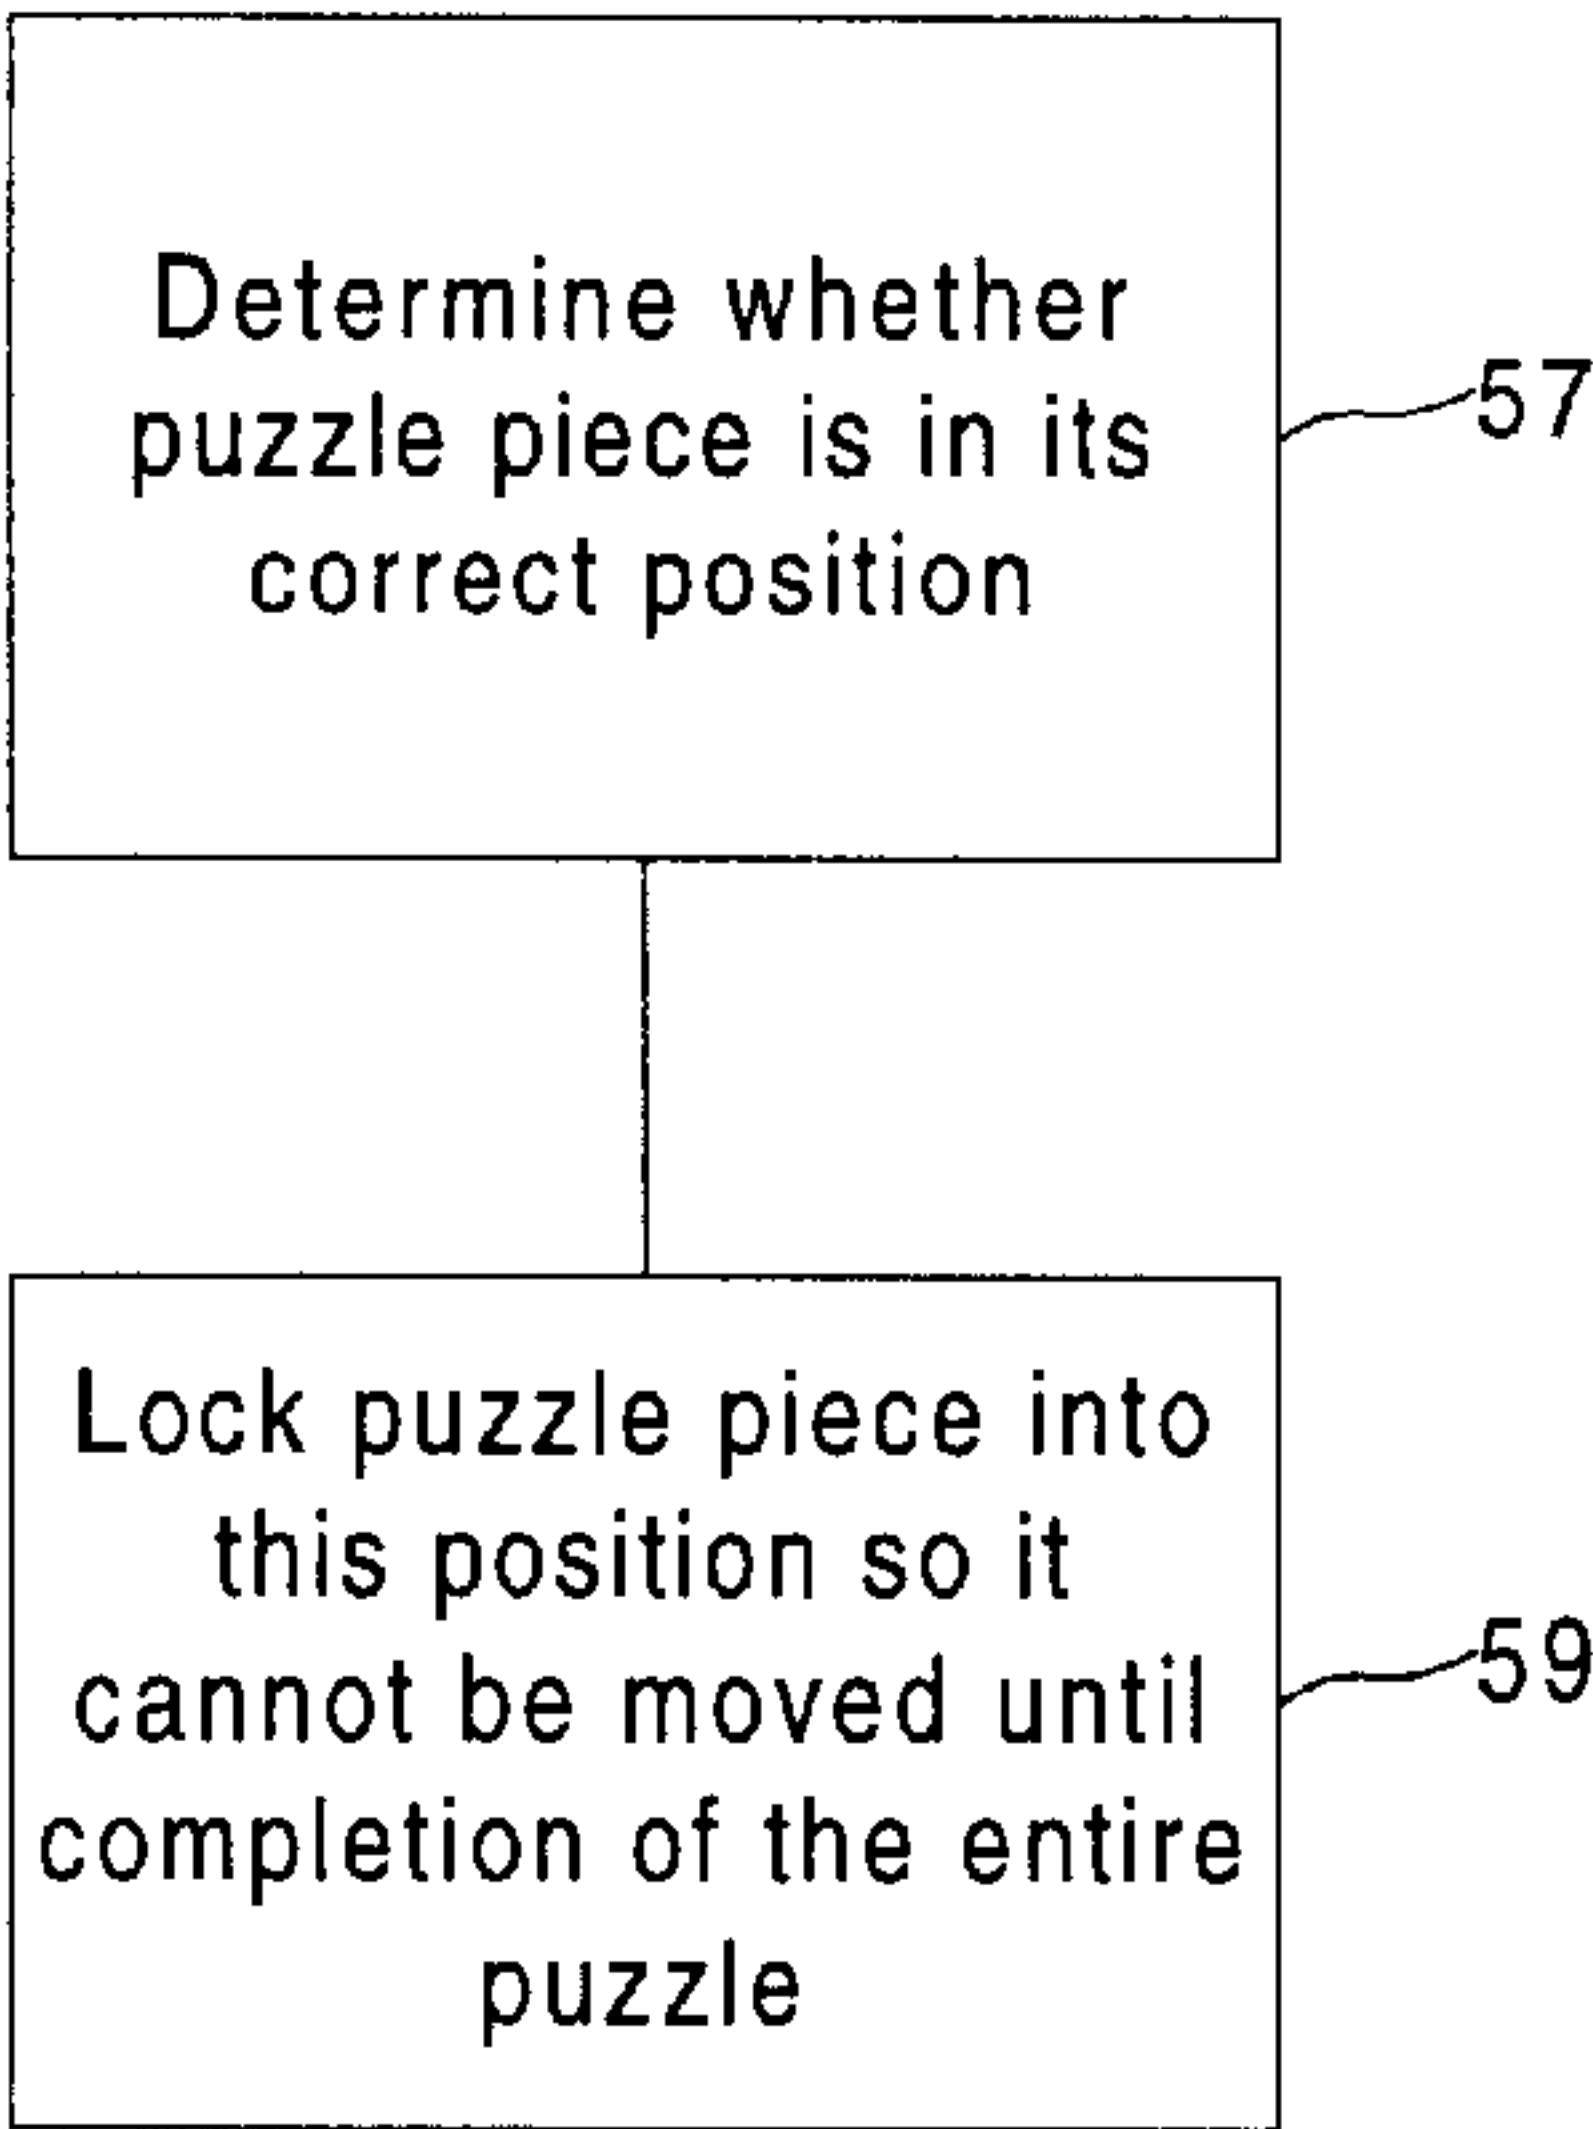 Determine whether
puzzle piece is in its
correct position
57
Lock puzzle piece into
this position so it
cannot be moved until
completion of the entire
puzzle
59